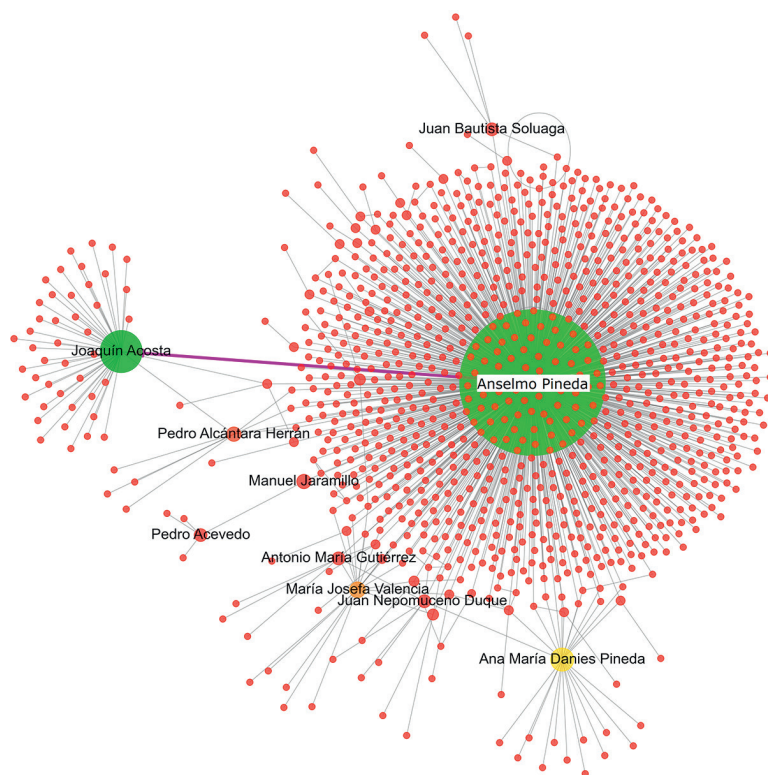 Juan Bautista Soluaga
Joaquín Acosta
Anselmo Pineda
Pedro Alcántara Herrán
Manuel Jaramillo
Pedro Acevedo
Antonio María Gutiérrez
María Josefa Valencia
Juan Nepomuceno Duque
Ana María Danies Pineda